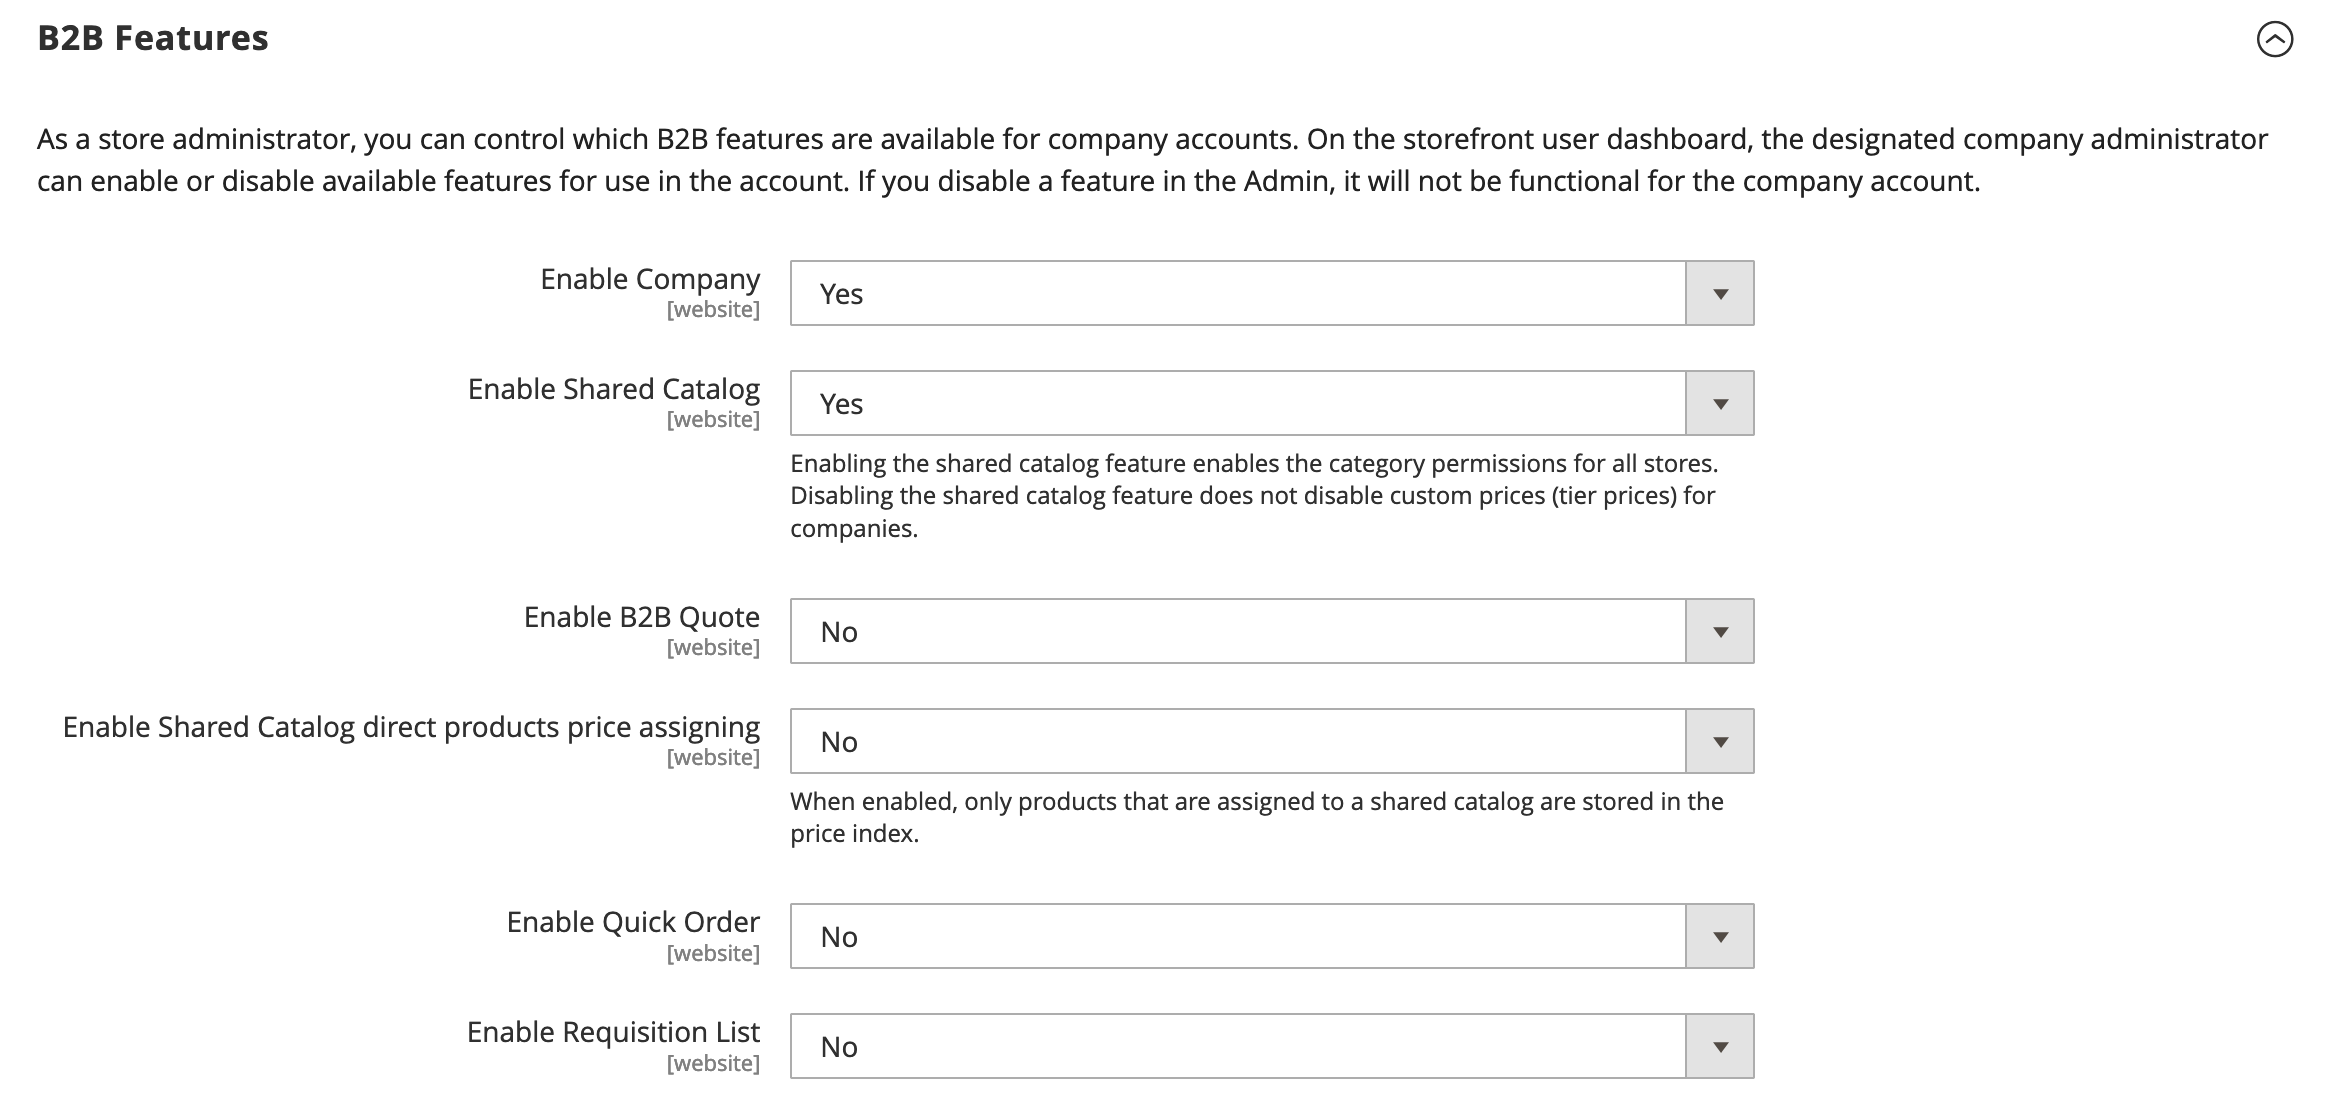 B2B Features
As a store administrator, you can control which B2B features are available for company accounts. On the storefront user dashboard, the designated company administrator
can enable or disable available features for use in the account. If you disable a feature in the Admin, it will not be functional for the company account.
Enable Company
[website]
Yes
Enable Shared Catalog
[website]
Yes
Enabling the shared catalog feature enables the category permissions for all stores.
Disabling the shared catalog feature does not disable custom prices (tier prices) for
companies.
Enable B2B Quote
[website]
No
Enable Shared Catalog direct products price assigning
[website]
No
When enabled, only products that are assigned to a shared catalog are stored in the
price index.
Enable Quick Order
[website]
No
Enable Requisition List
[website]
No